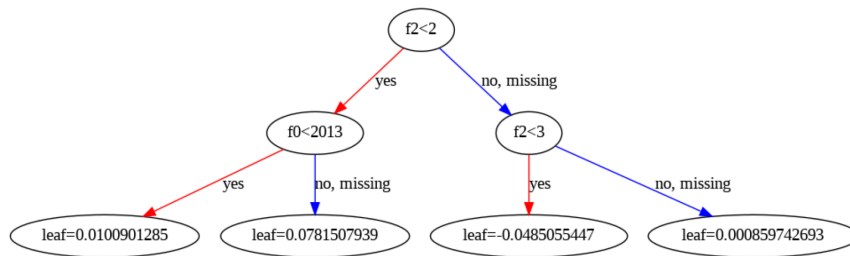 f2<2
yes
no, missing
f0<2013
f2<3
yes
no, missing
yes
no, missing
leaf=0.0100901285
leaf=0.0781507939
leaf=-0.0485055447
leaf=0.000859742693